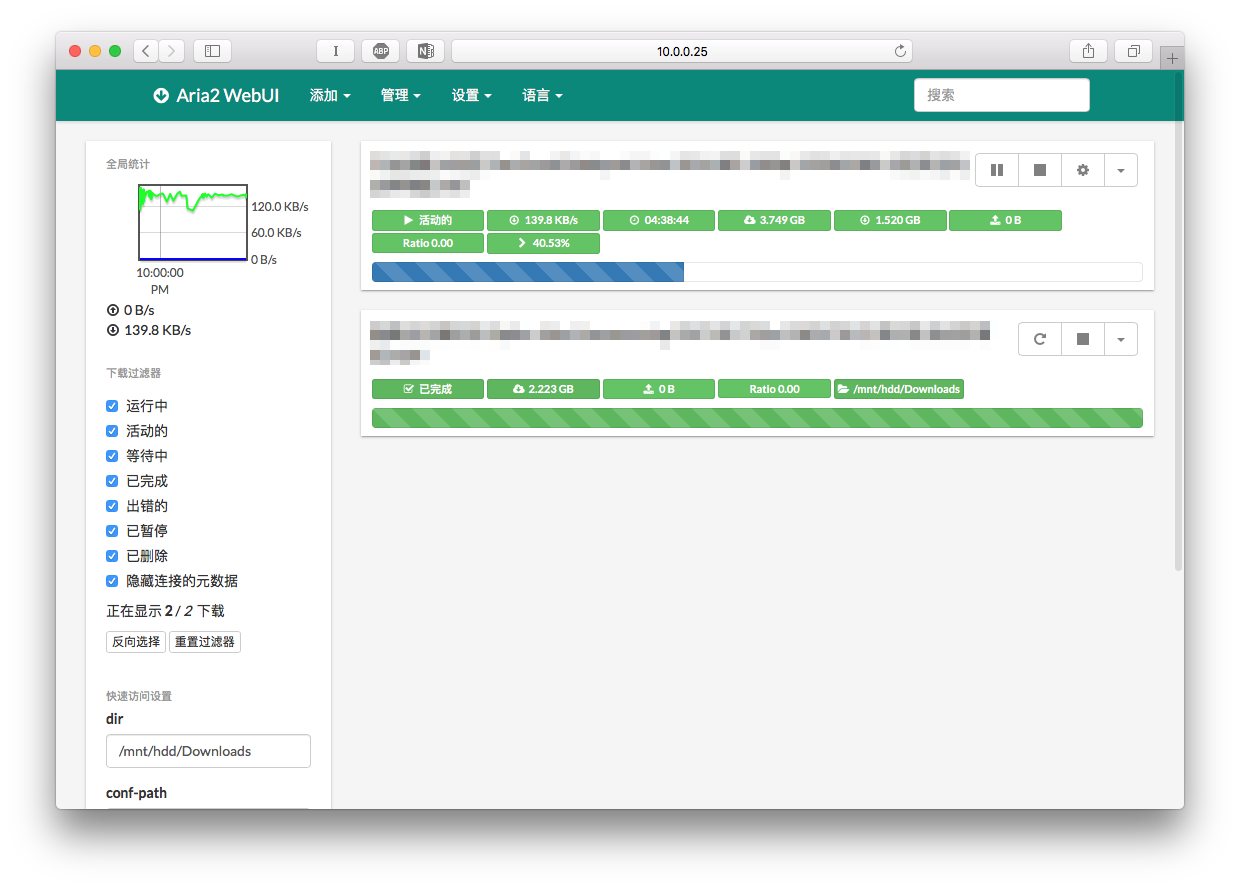 I ABP N 10.0.0.25
Aria2 WebUI 添加 管理 设置 语言 搜索
全局统计
120.0 KB/s
60.0 KB/s
0 B/s
10:00:00
PM
0 B/s
139.8 KB/s
下载过滤器
运行中
活动的
等待中
已完成
出错的
已暂停
已删除
隐藏连接的元数据
正在显示 2 / 2 下载
反向选择 重置过滤器
快速访问设置
dir
/mnt/hdd/Downloads
conf-path
活动的 139.8 KB/s 04:38:44 3.749 GB 1.520 GB 0 B
Ratio 0.00 40.53%
已完成 2.223 GB 0 B Ratio 0.00 /mnt/hdd/Downloads